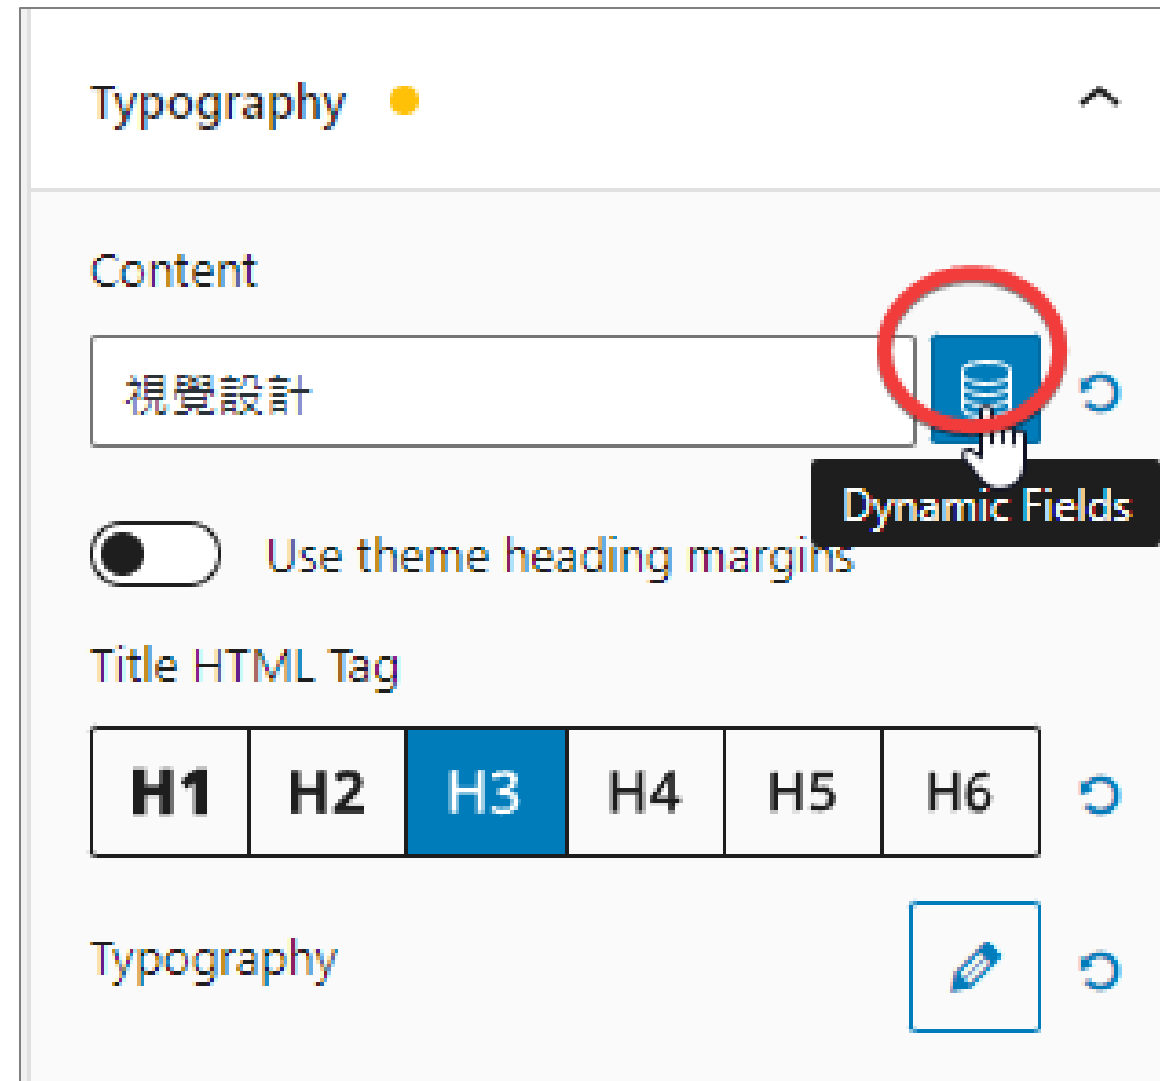 Typography
Content
視覺設計
Dynamic Fields
Use theme heading margins
Title HTML Tag
H1 H2 H3 H4 H5 H6
Typography